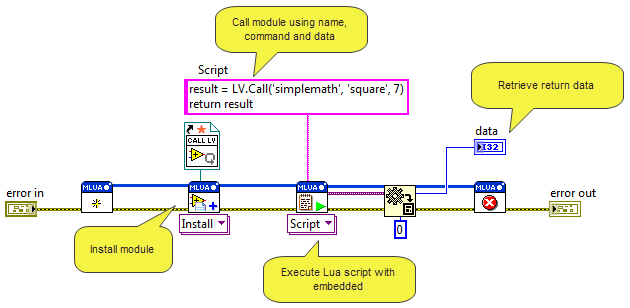 Call module using name,
command and data
Script
result = LV.Call('simplemath', 'square', 7)
return result
Retrieve return data
CALL LV
data
I32
MLUA
MLUA
MLUA
MLUA
error in
error out
Install
Script
0
Install module
Execute Lua script with
embedded